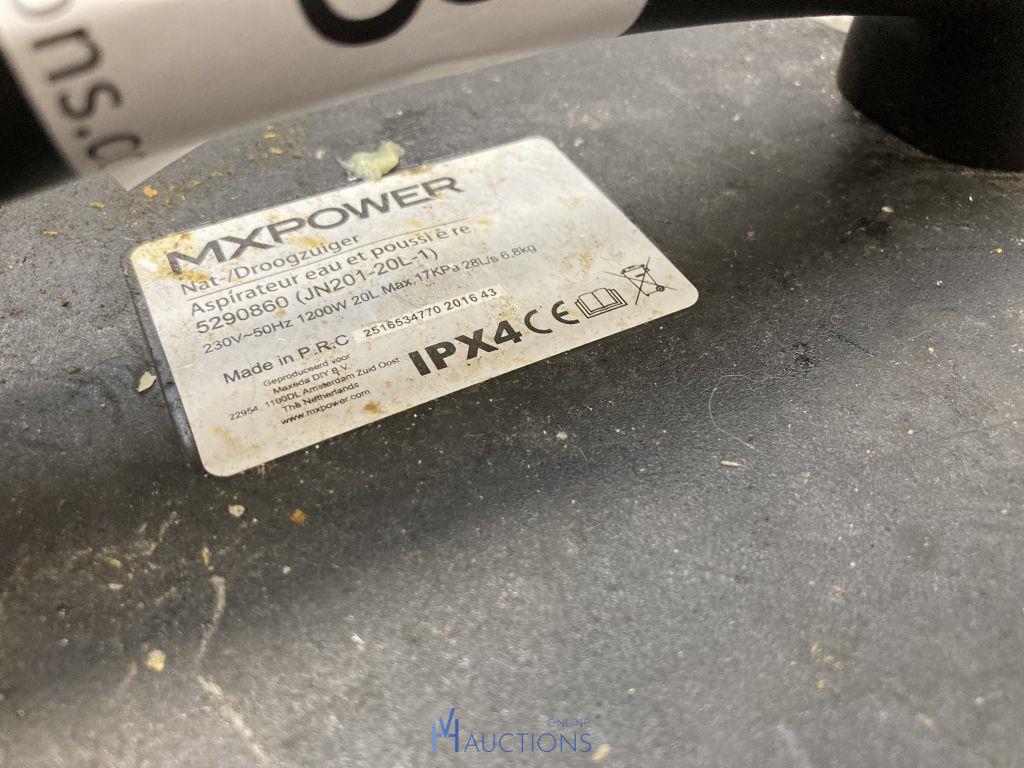 ons.c
MXPOWER
Nat-/Droogzuiger
Aspirateur eau et poussi è re
5290860 (JN201-20L-1)
230V~50Hz 1200W 20L Max. 17KPa 28L/s 6,8kg
Made in P.R.C 2516534770 2016 43
Geproduceerd voor
Maxeda DIY B.V.
22954, 1100DL Amsterdam Zuid Oost
The Netherlands
www.mxpower.com
IPX4 CE
ONLINE
AUCTIONS